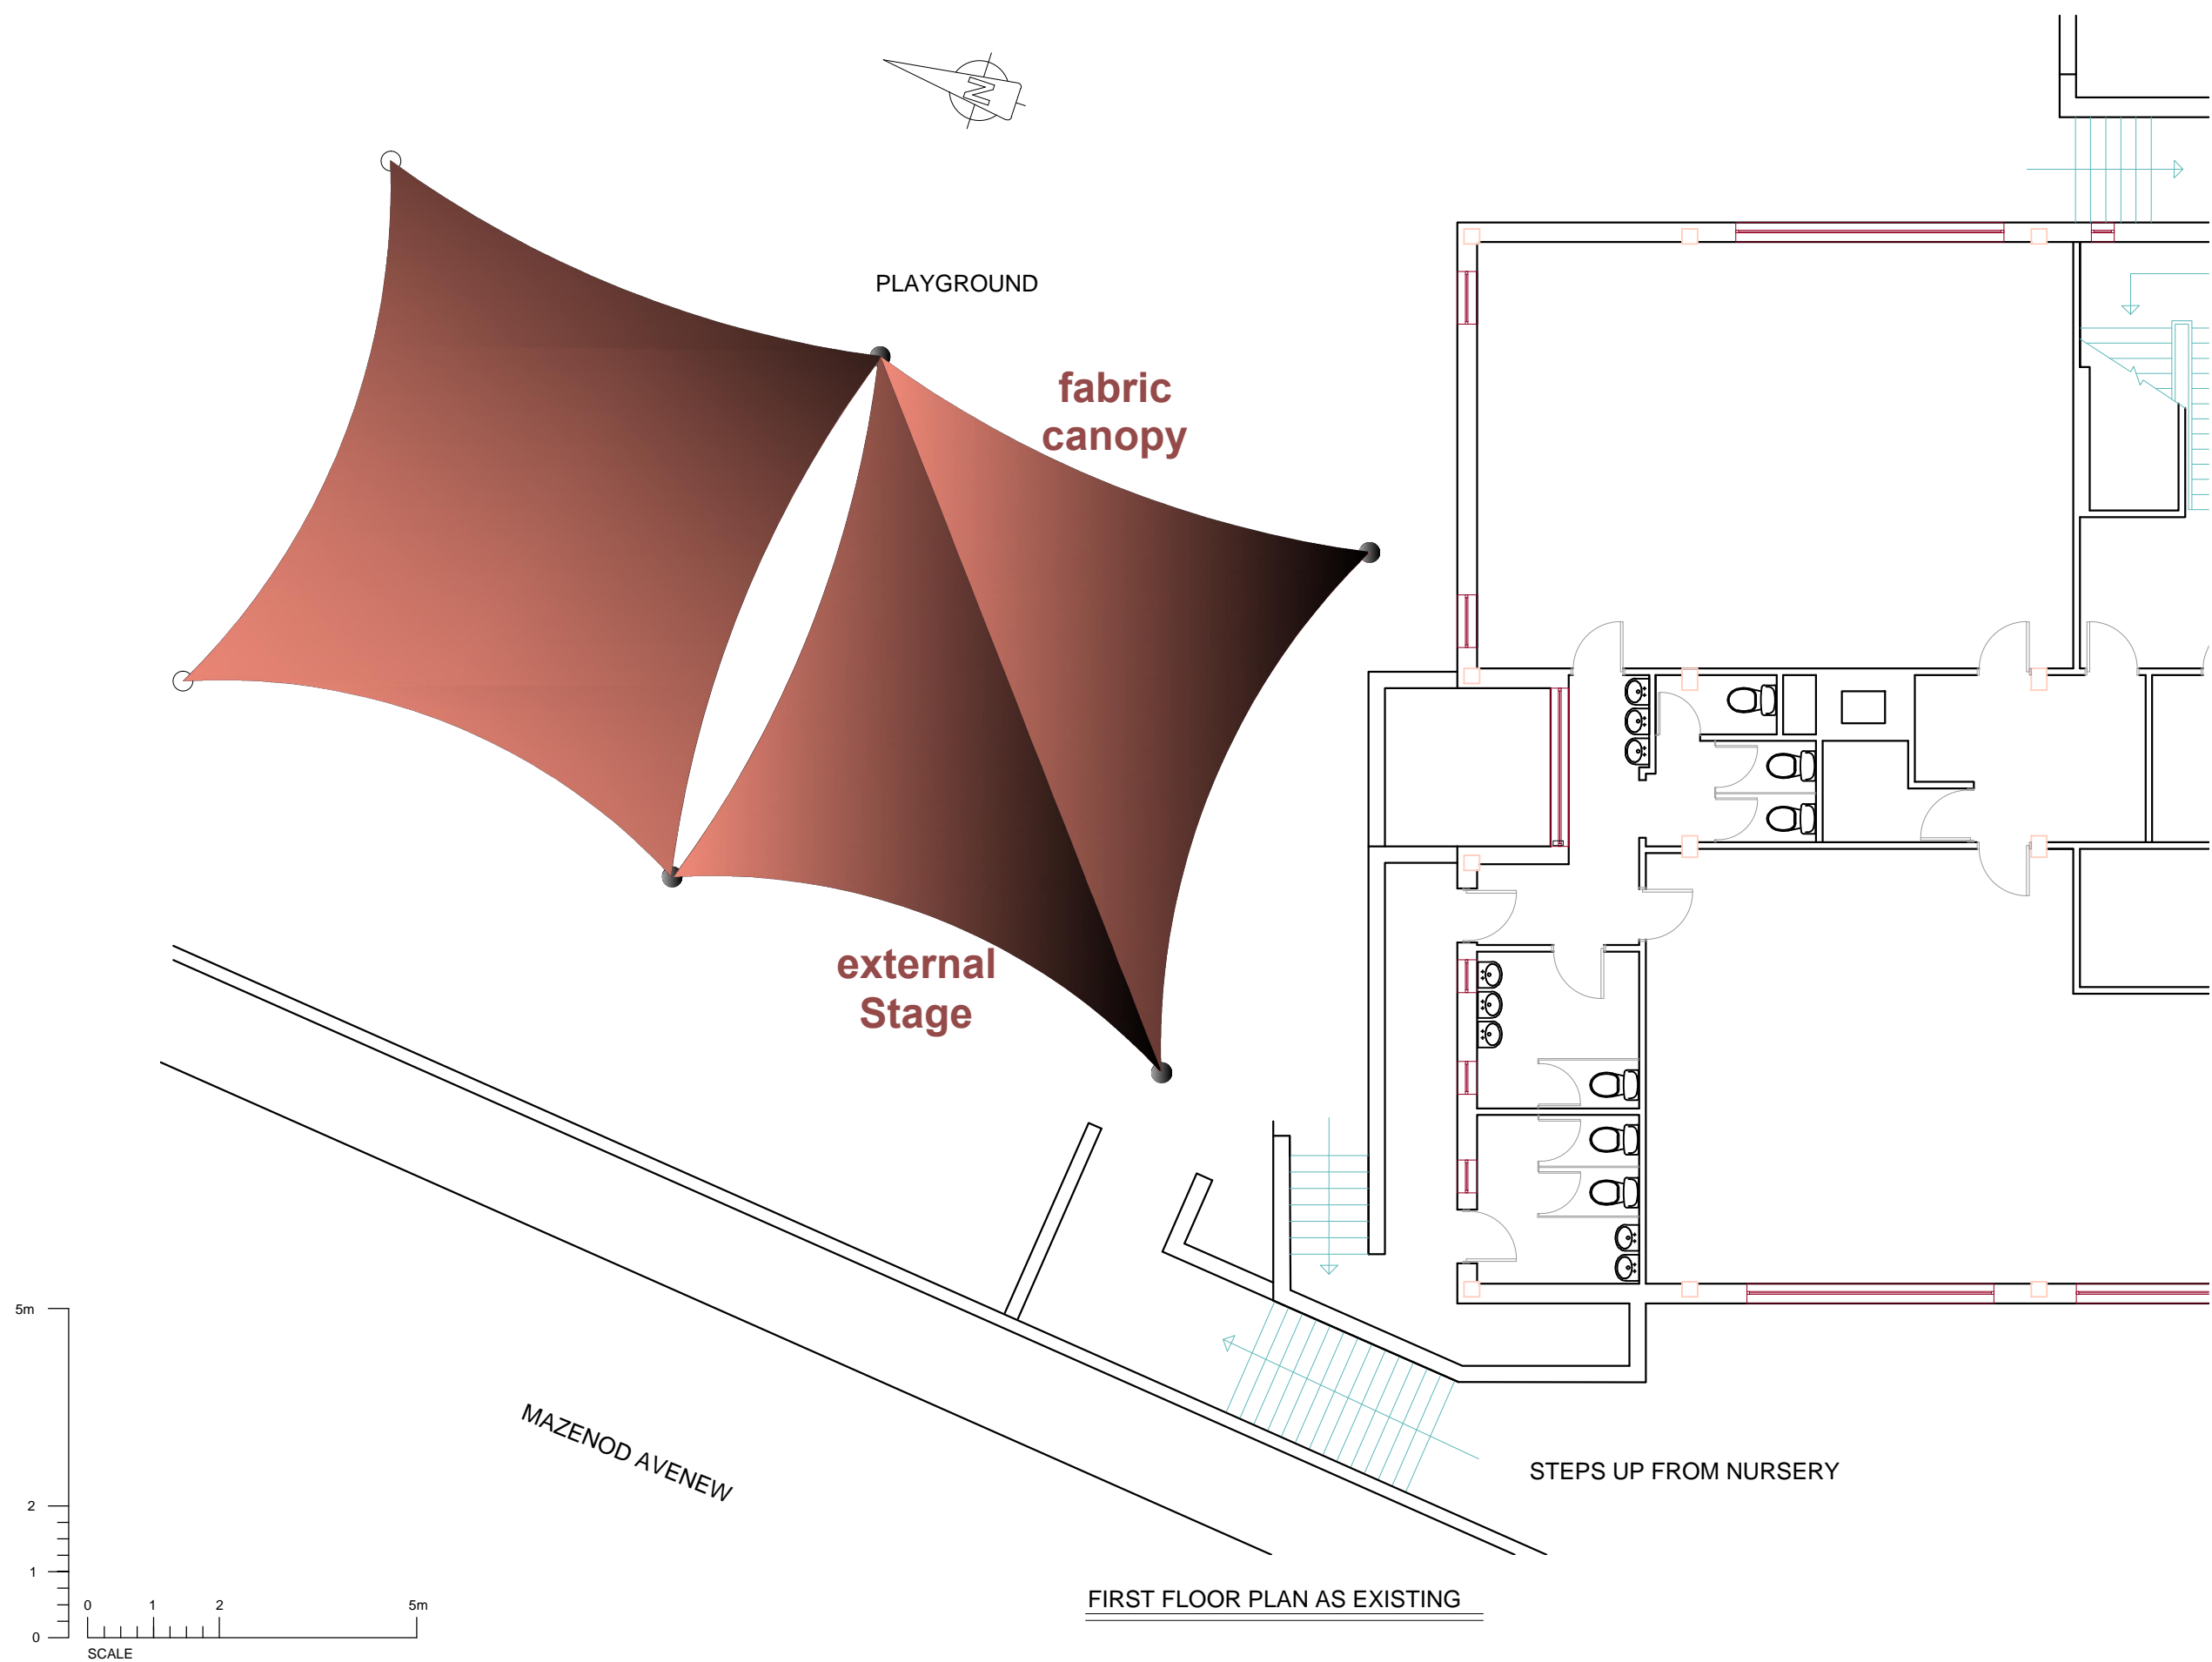 N
PLAYGROUND
fabric
canopy
external
Stage
MAZENOD AVENEW
STEPS UP FROM NURSERY
FIRST FLOOR PLAN AS EXISTING
5m
2
1
0
0 1 2 5m
SCALE